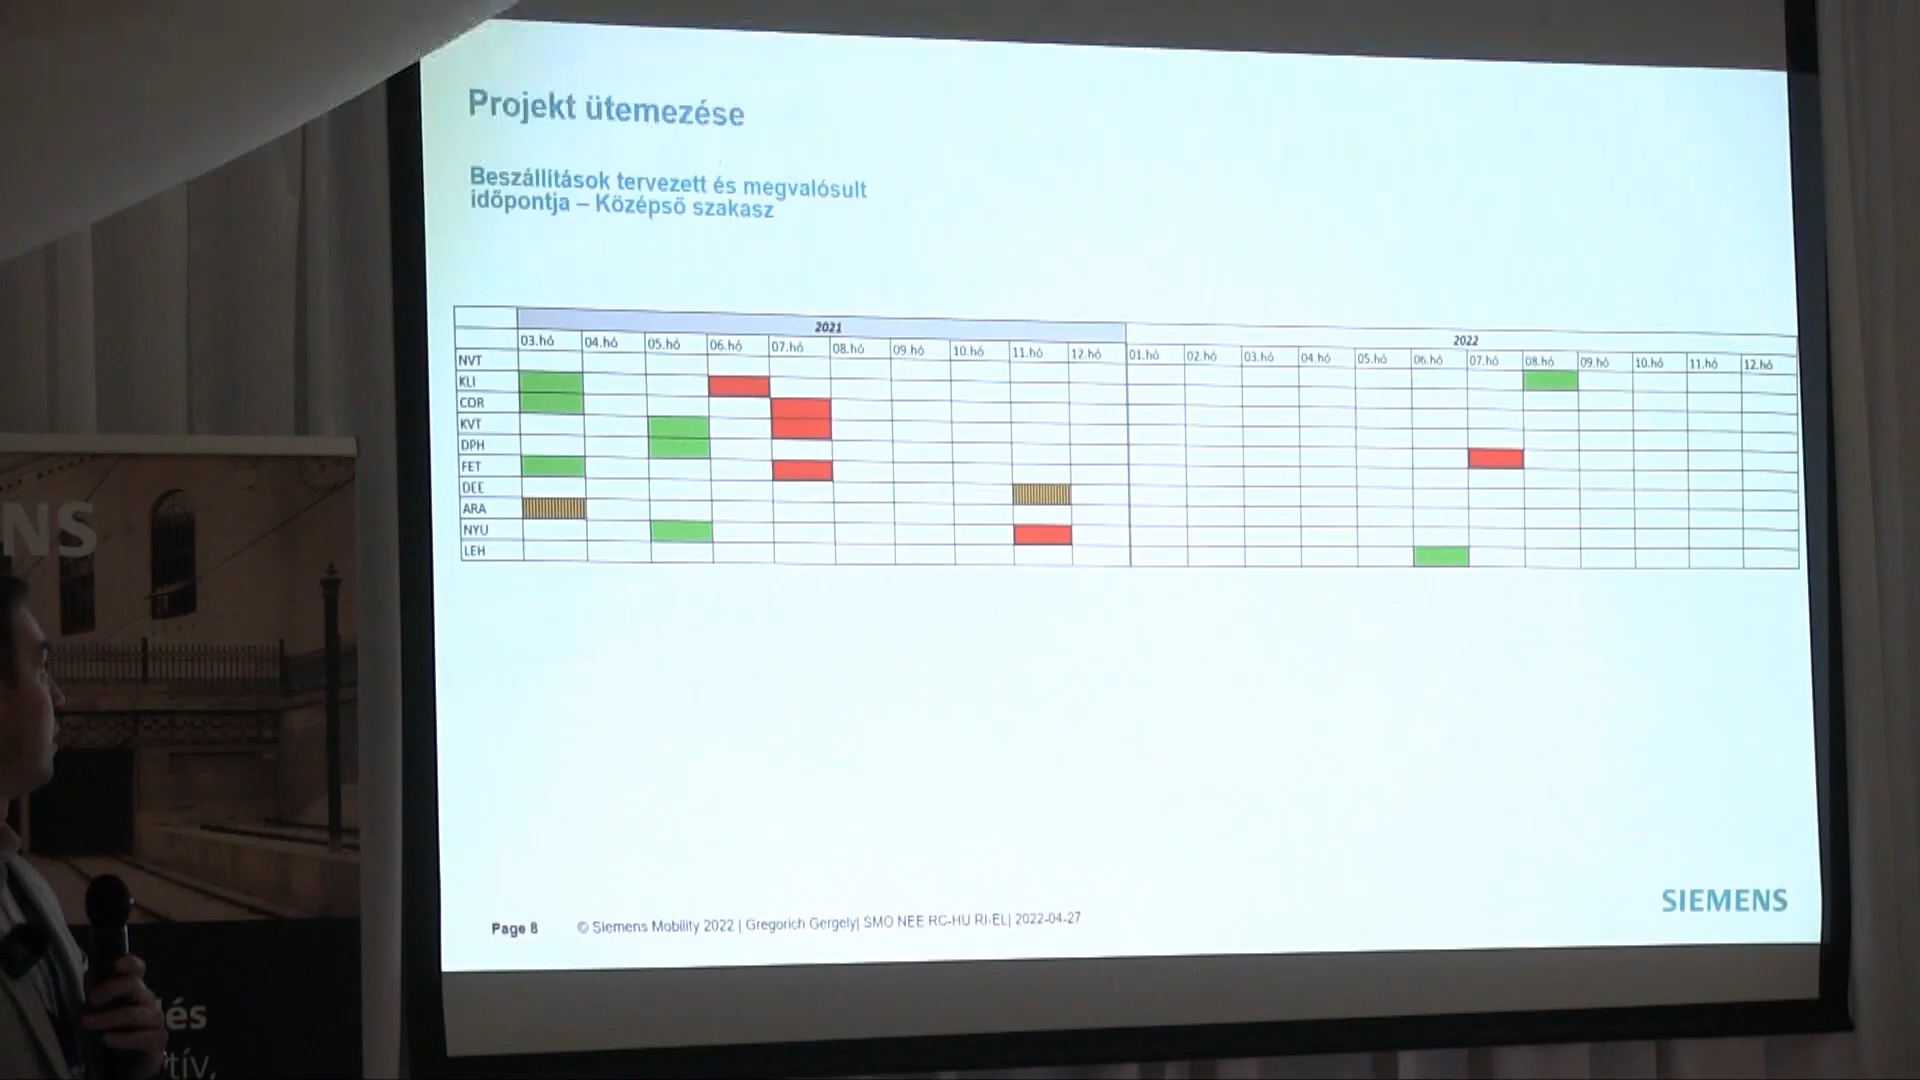 Projekt ütemezése
Beszállítások tervezett és megvalósult
időpontja – Középső szakasz
2021 2022
03.hó 04.hó 05.hó 06.hó 07.hó 08.hó 09.hó 10.hó 11.hó 12.hó 01.hó 02.hó 03.hó 04.hó 05.hó 06.hó 07.hó 08.hó 09.hó 10.hó 11.hó 12.hó
NVT
KLI
COR
KVT
DPH
FET
DEE
ARA
NYU
LEH
NS
SIEMENS
Page 8 © Siemens Mobility 2022 | Gregorich Gergely| SMO NEE RC-HU RI-EL| 2022-04-27
lés
tív,